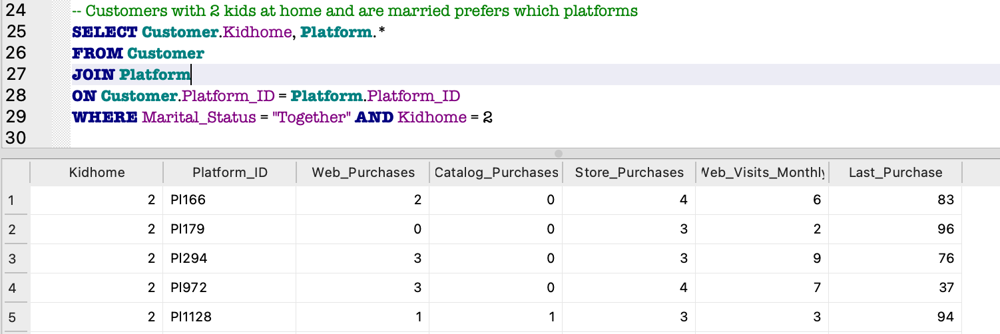 24 -- Customers with 2 kids at home and are married prefers which platforms
25 SELECT Customer.Kidhome, Platform.*
26 FROM Customer
27 JOIN Platform
28 ON Customer.Platform_ID = Platform.Platform_ID
29 WHERE Marital_Status = "Together" AND Kidhome = 2
30
Kidhome Platform_ID Web_Purchases Catalog_Purchases Store_Purchases Web_Visits_Monthly Last_Purchase
1 2 Pl166 2 0 4 6 83
2 2 Pl179 0 0 3 2 96
3 2 Pl294 3 0 3 9 76
4 2 Pl972 3 0 4 7 37
5 2 Pl1128 1 1 3 3 94